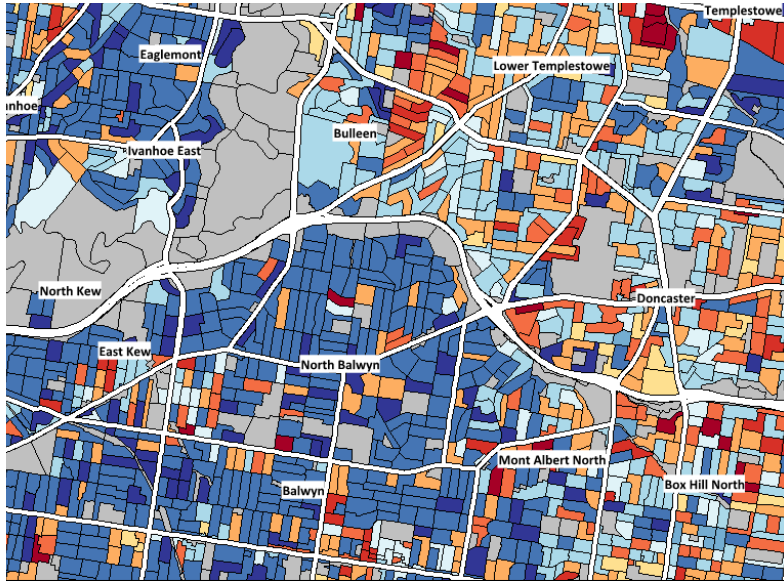 Templestowe
Eaglemont
Lower Templestowe
anhoe
Bulleen
Ivanhoe East
North Kew
Doncaster
East Kew
North Balwyn
Mont Albert North
Balwyn
Box Hill North